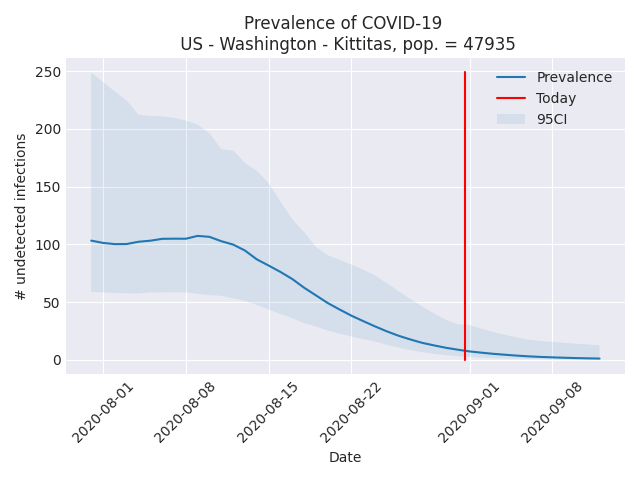 Prevalence of COVID-19
US - Washington - Kittitas, pop. = 47935
250
200
150
100
50
0
# undetected infections
Prevalence
Today
95CI
2020-08-01
2020-08-08
2020-08-15
2020-08-22
2020-09-01
2020-09-08
Date